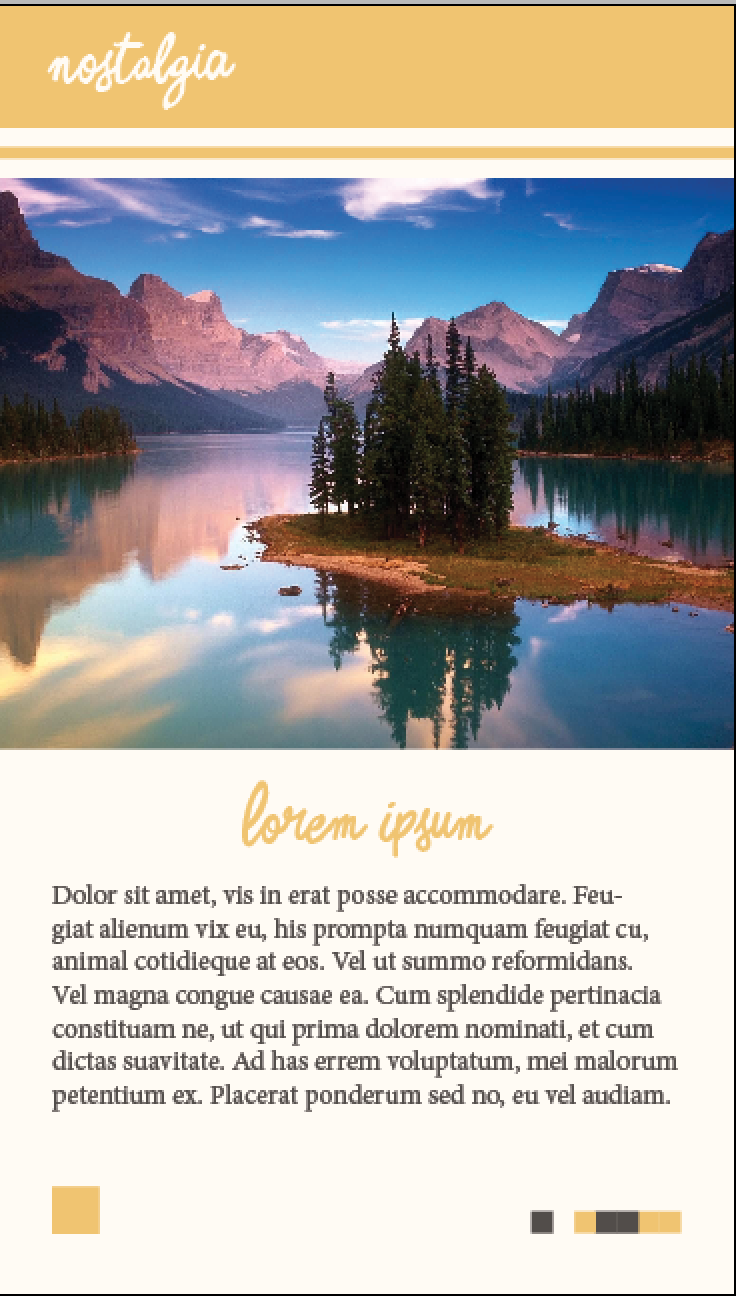 nostalgia
lorem ipsum
Dolor sit amet, vis in erat posse accommodare. Feu-
giat alienum vix eu, his prompta numquam feugiat cu,
animal cotidieque at eos. Vel ut summo reformidans.
Vel magna congue causae ea. Cum splendide pertinacia
constituam ne, ut qui prima dolorem nominati, et cum
dictas suavitate. Ad has errem voluptatum, mei malorum
petentium ex. Placerat ponderum sed no, eu vel audiam.